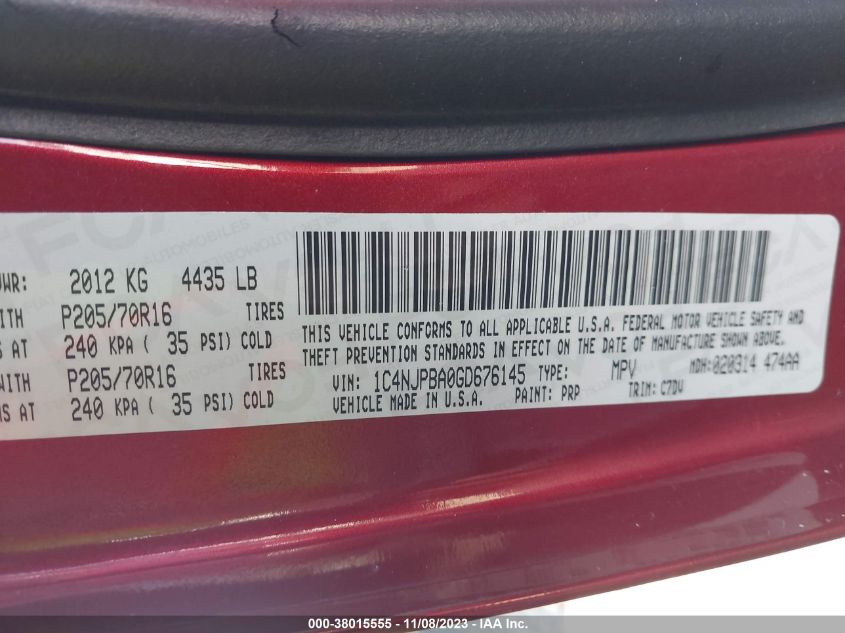 WR: 2012 KG 4435 LB
WITH P205/70R16 TIRES
S AT 240 KPA ( 35 PSI) COLD
WITH P205/70R16 TIRES
MS AT 240 KPA ( 35 PSI) COLD
THIS VEHICLE CONFORMS TO ALL APPLICABLE U.S.A. FEDERAL MOTOR VEHICLE SAFETY AND
THEFT PREVENTION STANDARDS IN EFFECT ON THE DATE OF MANUFACTURE SHOWN ABOVE.
VIN: 1C4NJPBA0GD676145 TYPE: MPV MDH:020314 474AA
VEHICLE MADE IN U.S.A. PAINT: PRP TRIM: C7DV
000-38015555 - 11/08/2023 - IAA Inc.